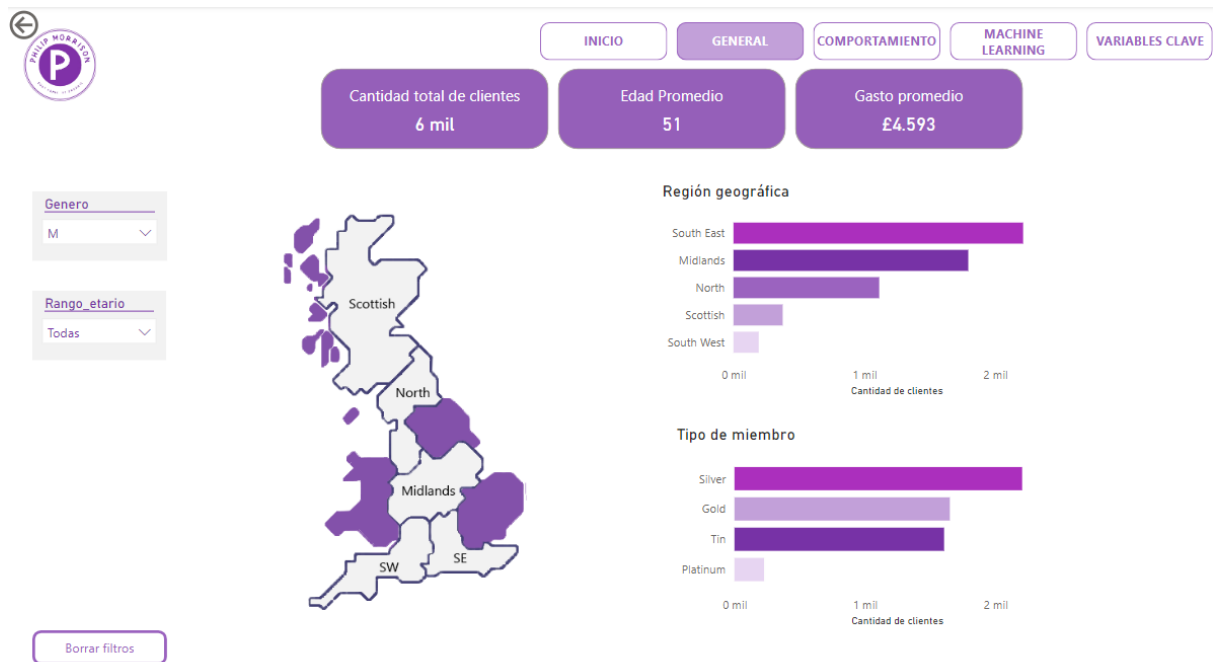 PHILIP MORRISON
P
INICIO
GENERAL
COMPORTAMIENTO
MACHINE
LEARNING
VARIABLES CLAVE
Cantidad total de clientes
6 mil
Edad Promedio
51
Gasto promedio
£4.593
Genero
M
Rango_etario
Todas
Borrar filtros
Scottish
North
Midlands
SW
SE
Región geográfica
South East
Midlands
North
Scottish
South West
0 mil
1 mil
2 mil
Cantidad de clientes
Tipo de miembro
Silver
Gold
Tin
Platinum
0 mil
1 mil
2 mil
Cantidad de clientes